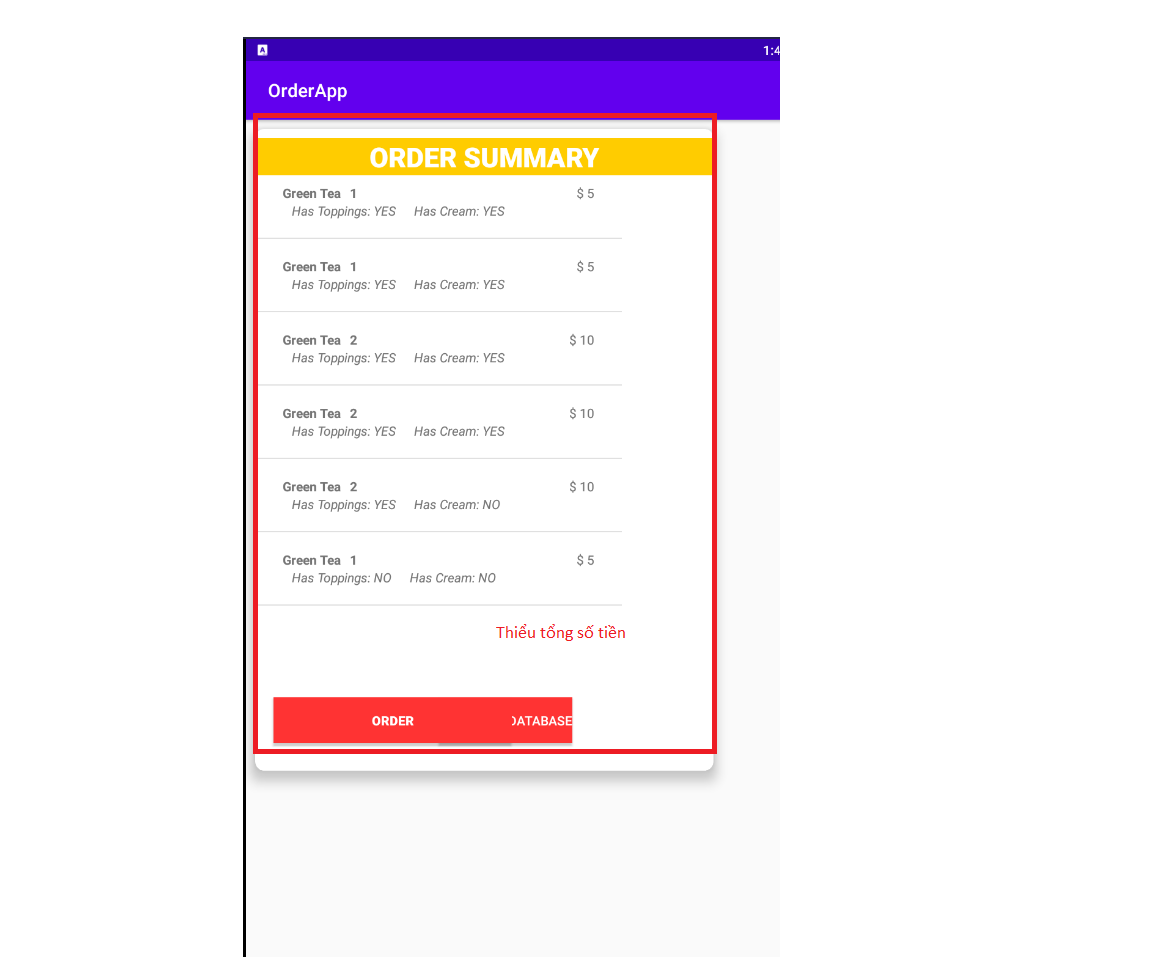 A 1:4
OrderApp
ORDER SUMMARY
Green Tea 1 $ 5
Has Toppings: YES Has Cream: YES
Green Tea 1 $ 5
Has Toppings: YES Has Cream: YES
Green Tea 2 $ 10
Has Toppings: YES Has Cream: YES
Green Tea 2 $ 10
Has Toppings: YES Has Cream: YES
Green Tea 2 $ 10
Has Toppings: YES Has Cream: NO
Green Tea 1 $ 5
Has Toppings: NO Has Cream: NO
Thiểu tổng số tiền
ORDER DATABASE